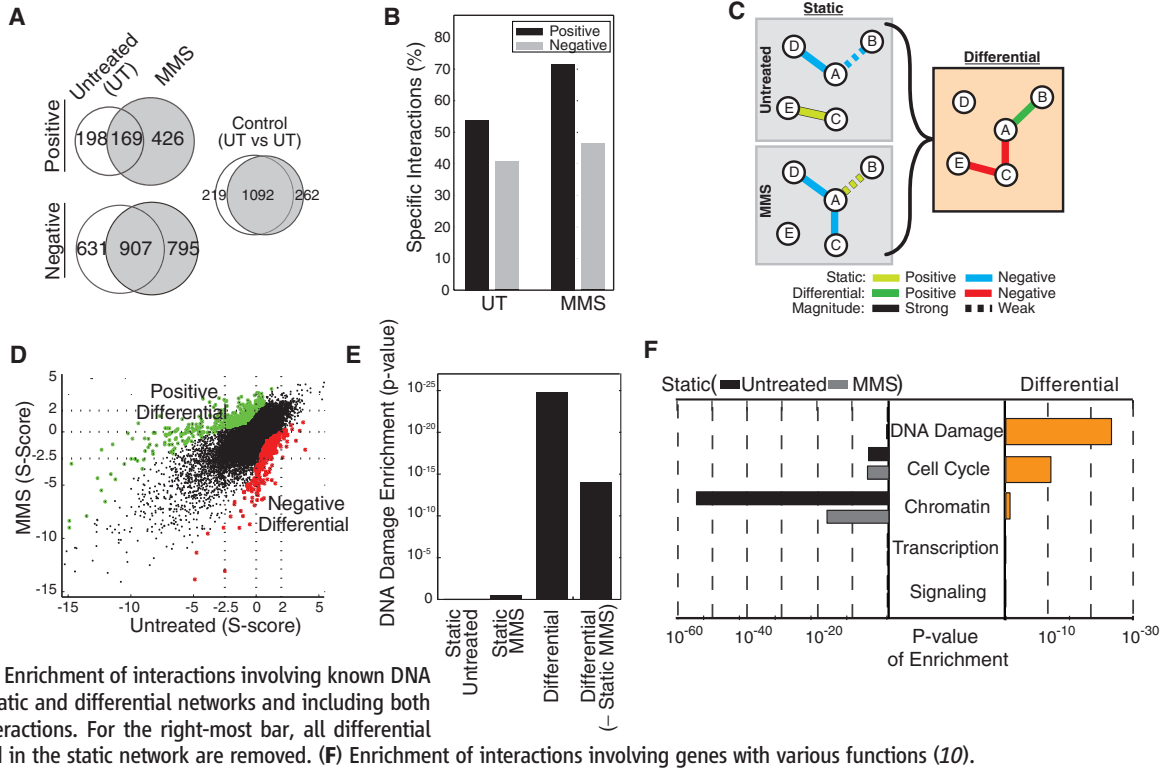 A
Untreated
(UT)
MMS
Positive
198
169
426
Negative
631
907
795
Control
(UT vs UT)
219
1092
262
B
Specific Interactions (%)
80
70
60
50
40
30
20
10
0
Positive
Negative
UT
MMS
C
Static
Untreated
D
B
A
E
C
MMS
D
B
A
E
C
Differential
D
B
A
E
C
Static: Positive Negative
Differential: Positive Negative
Magnitude: Strong Weak
D
MMS (S-Score)
5
2
0
-2.5
-5
-10
-15
Positive
Differential
Negative
Differential
-15 -10 -5 -2.5 0 2 5
Untreated (S-score)
E
DNA Damage Enrichment (p-value)
10-25
10-20
10-15
10-10
10-5
0
Static
Untreated
Static
MMS
Differential
Differential
(– Static MMS)
F
Static( Untreated MMS)
Differential
DNA Damage
Cell Cycle
Chromatin
Transcription
Signaling
10-60 10-40 10-20
P-value
of Enrichment
10-10 10-30
Enrichment of interactions involving known DNA
atic and differential networks and including both
eractions. For the right-most bar, all differential
d in the static network are removed. (F) Enrichment of interactions involving genes with various functions (10).